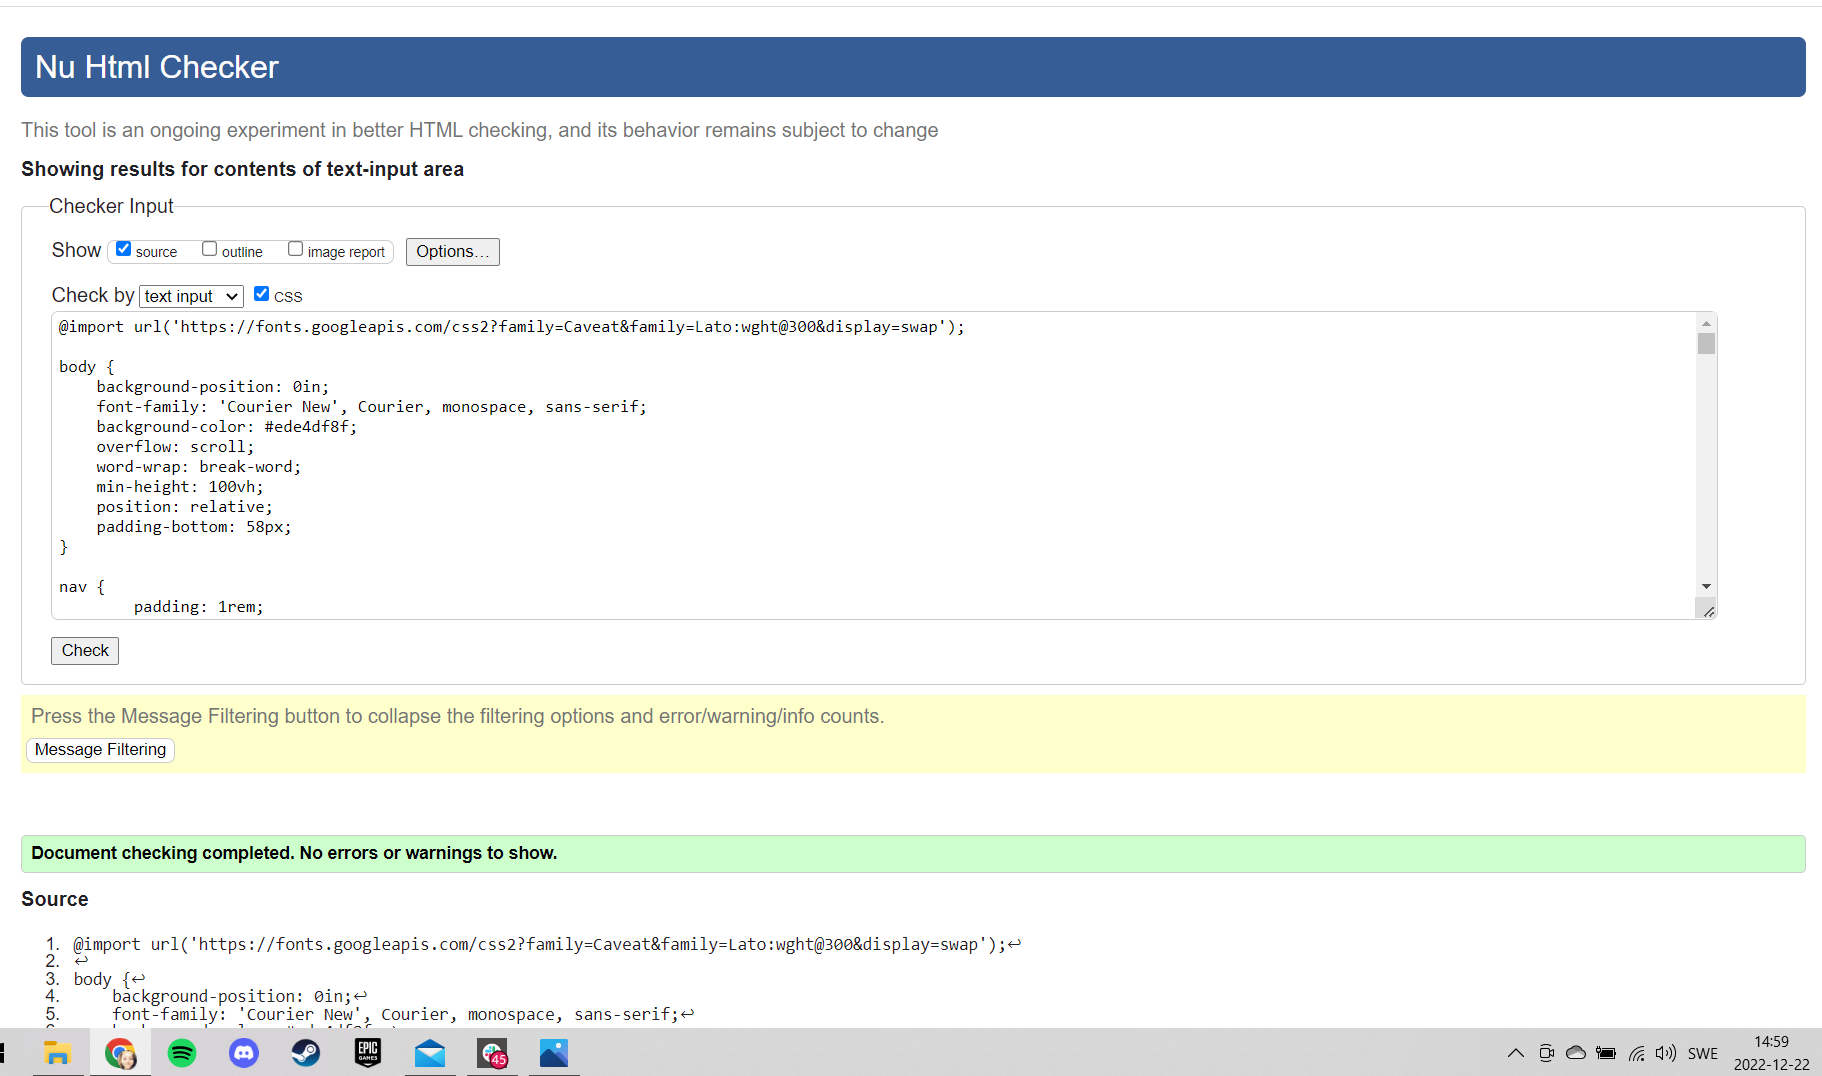 Nu Html Checker
This tool is an ongoing experiment in better HTML checking, and its behavior remains subject to change
Showing results for contents of text-input area
Checker Input
Show source outline image report Options...
Check by text input CSS
@import url('https://fonts.googleapis.com/css2?family=Caveat&family=Lato:wght@300&display=swap');
body {
    background-position: 0in;
    font-family: 'Courier New', Courier, monospace, sans-serif;
    background-color: #ede4df8f;
    overflow: scroll;
    word-wrap: break-word;
    min-height: 100vh;
    position: relative;
    padding-bottom: 58px;
}
nav {
        padding: 1rem;
Check
Press the Message Filtering button to collapse the filtering options and error/warning/info counts.
Message Filtering
Document checking completed. No errors or warnings to show.
Source
1. @import url('https://fonts.googleapis.com/css2?family=Caveat&family=Lato:wght@300&display=swap');↩
2. ↩
3. body {↩
4.     background-position: 0in;↩
5.     font-family: 'Courier New', Courier, monospace, sans-serif;↩
EPIC
GAMES
45
SWE
14:59
2022-12-22